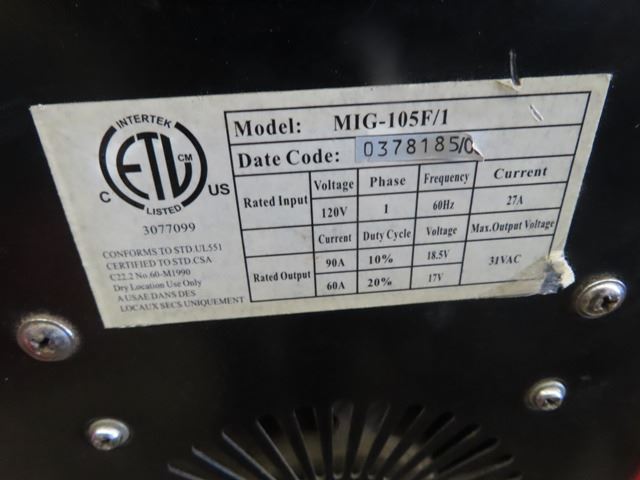 INTERTEK
ETL CM
C US
LISTED
3077099
CONFORMS TO STD.UL551
CERTIFIED TO STD.CSA
C22.2 No.60-M1990
Dry Location Use Only
A USAE DANS DES
LOCAUX SECS UNIQUEMENT
Model: MIG-105F/1
Date Code: 0378185/0
Rated Input Voltage Phase Frequency Current
120V 1 60Hz 27A
Rated Output Current Duty Cycle Voltage Max.Output Voltage
90A 10% 18.5V 31VAC
60A 20% 17V